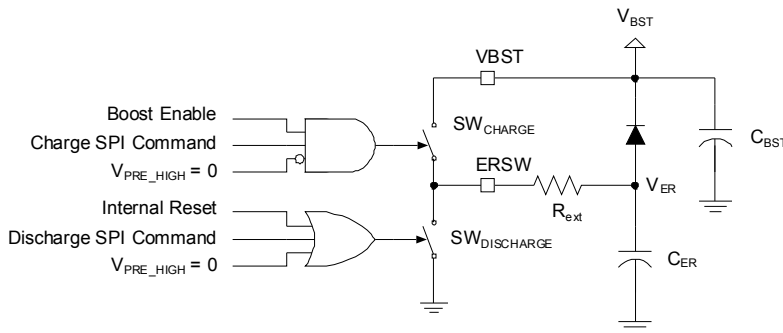 V_BST
VBST
Boost Enable
Charge SPI Command
V_PRE_HIGH = 0
SW_CHARGE
C_BST
ERSW
V_ER
R_ext
Internal Reset
Discharge SPI Command
V_PRE_HIGH = 0
SW_DISCHARGE
C_ER